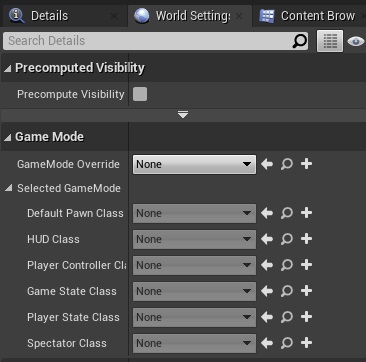 Details
World Settings
Content Brow
Search Details
Precomputed Visibility
Precompute Visibility
Game Mode
GameMode Override None
Selected GameMode
Default Pawn Class None
HUD Class None
Player Controller Cla None
Game State Class None
Player State Class None
Spectator Class None